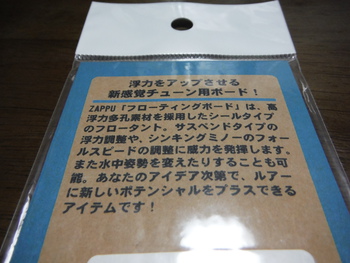 浮力をアップさせる
新感覚チューン用ボード！
ZAPPU「フローティングボード」は、高
浮力多孔素材を採用したシールタイプ
のフロータント。サスペンドタイプの
浮力調整や、シンキングミノーのフォー
ルスピードの調整に威力を発揮します。
また水中姿勢を変えたりすることも可
能。あなたのアイデア次第で、ルアー
に新しいポテンシャルをプラスできる
アイテムです！